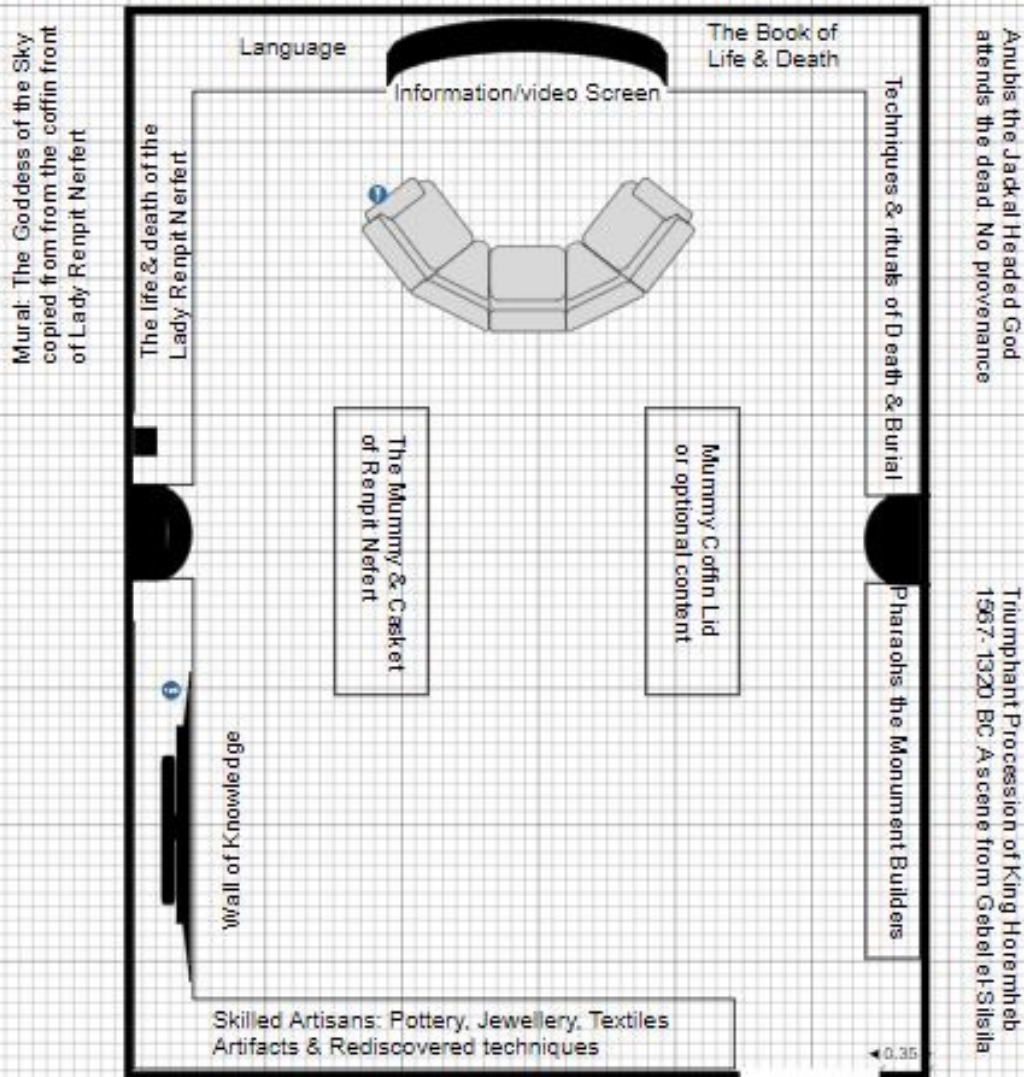 Language
The Book of
Life & Death
Information/video Screen
Mural: The Goddess of the Sky
copied from from the coffin front
of Lady Renpit Nerfert
The life & death of the
Lady Renpit Nerfert
Techniques & rituals of Death & Burial
Anubis the Jackal Headed God
attends the dead. No provenance
The Mummy & Casket
of Renpit Nefert
Mummy Coffin Lid
or optional content
Pharaohs the Monument Builders
Triumphant Procession of King Horemheb
1567-1320 BC A scene from Gebel el-Silsila
Wall of Knowledge
Skilled Artisans: Pottery, Jewellery, Textiles
Artifacts & Rediscovered techniques
0.35